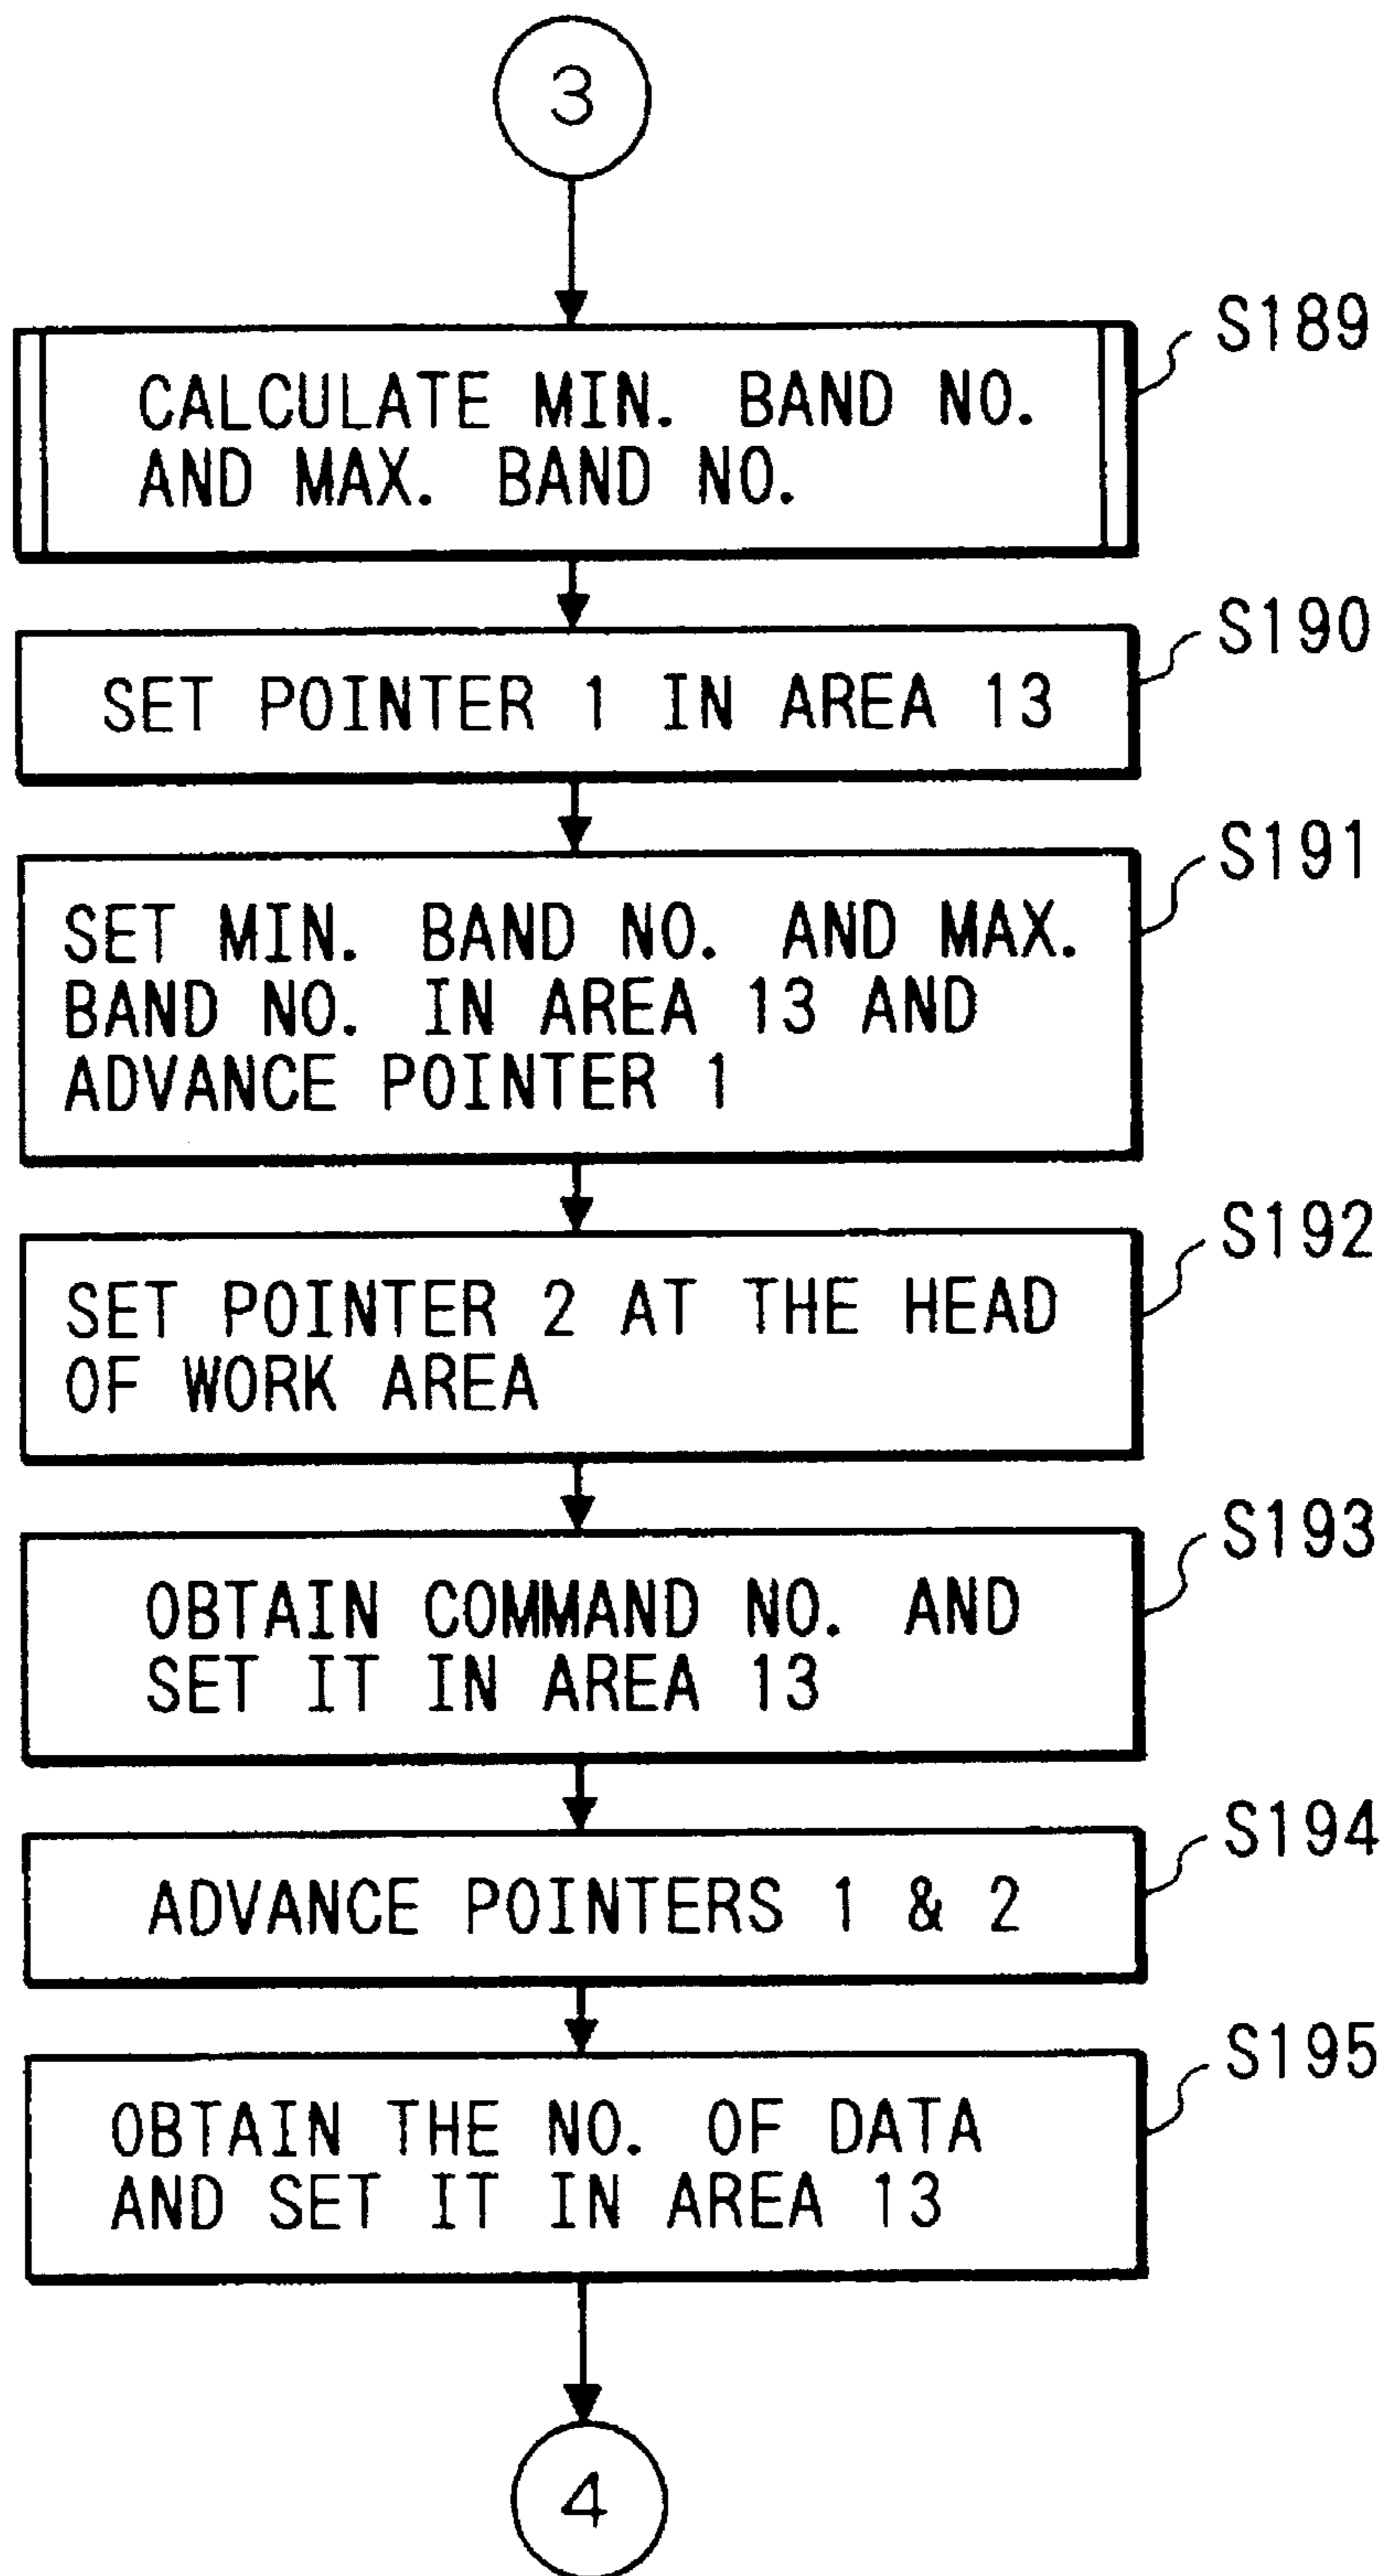 3
S189
CALCULATE MIN. BAND NO.
AND MAX. BAND NO.
S190
SET POINTER 1 IN AREA 13
S191
SET MIN. BAND NO. AND MAX.
BAND NO. IN AREA 13 AND
ADVANCE POINTER 1
S192
SET POINTER 2 AT THE HEAD
OF WORK AREA
S193
OBTAIN COMMAND NO. AND
SET IT IN AREA 13
S194
ADVANCE POINTERS 1 & 2
S195
OBTAIN THE NO. OF DATA
AND SET IT IN AREA 13
4